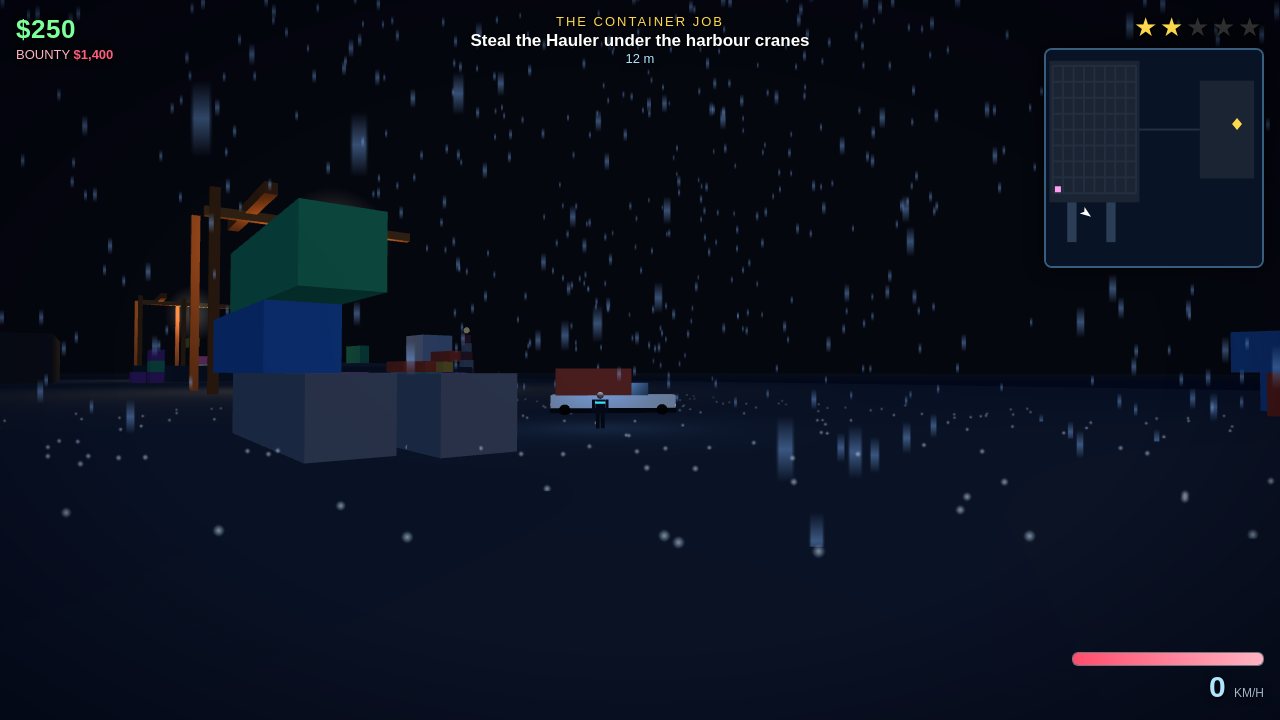 $250
BOUNTY $1,400
THE CONTAINER JOB
Steal the Hauler under the harbour cranes
12 m
0 KM/H